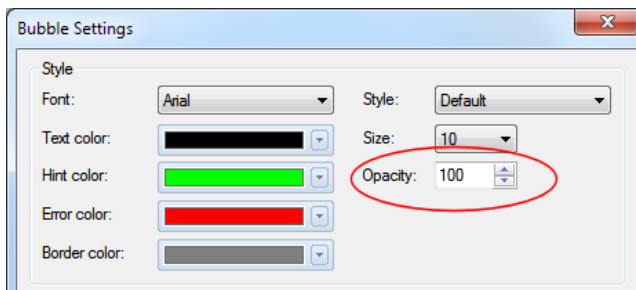 Bubble Settings
Style
Font: Arial Style: Default
Text color: Size: 10
Hint color: Opacity: 100
Error color:
Border color: